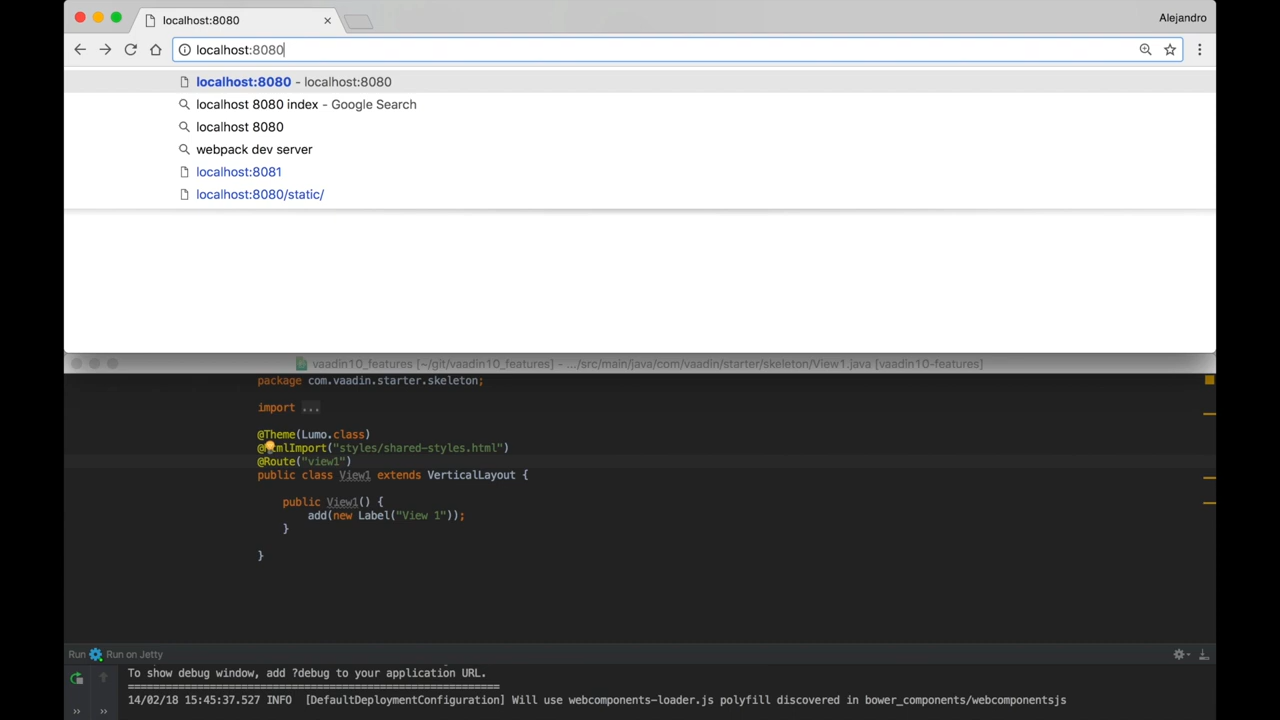 localhost:8080
Alejandro
localhost:8080
localhost:8080 - localhost:8080
localhost 8080 index - Google Search
localhost 8080
webpack dev server
localhost:8081
localhost:8080/static/
vaadin10_features [~/git/vaadin10_features] - .../src/main/java/com/vaadin/starter/skeleton/View1.java [vaadin10-features]
package com.vaadin.starter.skeleton;
import ...
@Theme(Lumo.class)
@HtmlImport("styles/shared-styles.html")
@Route("view1")
public class View1 extends VerticalLayout {
public View1() {
add(new Label("View 1"));
}
}
Run Run on Jetty
To show debug window, add ?debug to your application URL.
===========================================================
14/02/18 15:45:37.527 INFO [DefaultDeploymentConfiguration] Will use webcomponents-loader.js polyfill discovered in bower_components/webcomponentsjs